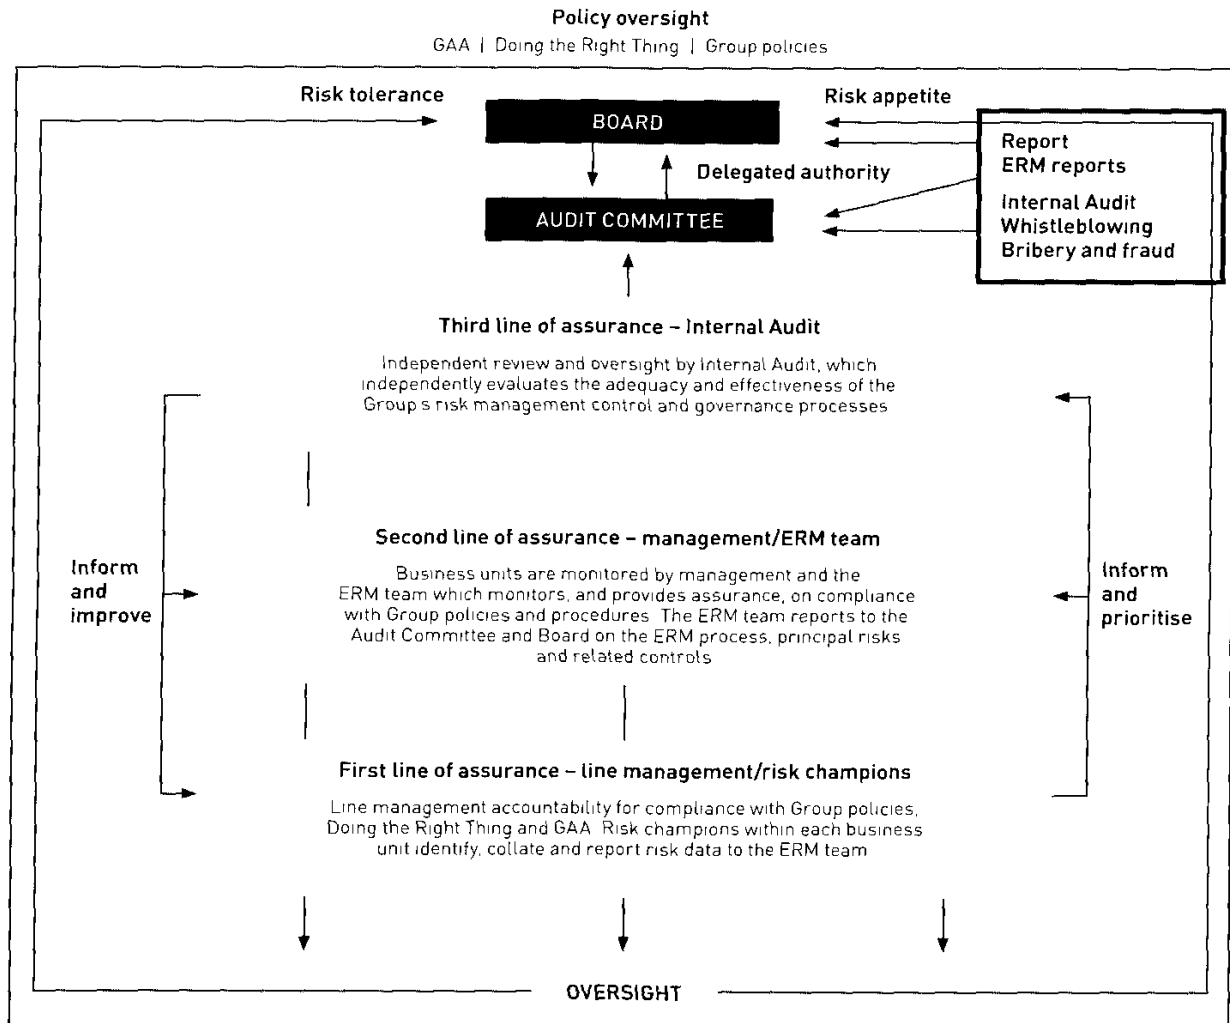 Policy oversight
GAA | Doing the Right Thing | Group policies
Risk tolerance
BOARD
Risk appetite
Report
ERM reports
Internal Audit
Whistleblowing
Bribery and fraud
Delegated authority
AUDIT COMMITTEE
Third line of assurance – Internal Audit
Independent review and oversight by Internal Audit, which
independently evaluates the adequacy and effectiveness of the
Group s risk management control and governance processes
Second line of assurance – management/ERM team
Business units are monitored by management and the
ERM team which monitors, and provides assurance, on compliance
with Group policies and procedures The ERM team reports to the
Audit Committee and Board on the ERM process, principal risks
and related controls
Inform
and
improve
Inform
and
prioritise
First line of assurance – line management/risk champions
Line management accountability for compliance with Group policies,
Doing the Right Thing and GAA Risk champions within each business
unit identify, collate and report risk data to the ERM team
OVERSIGHT